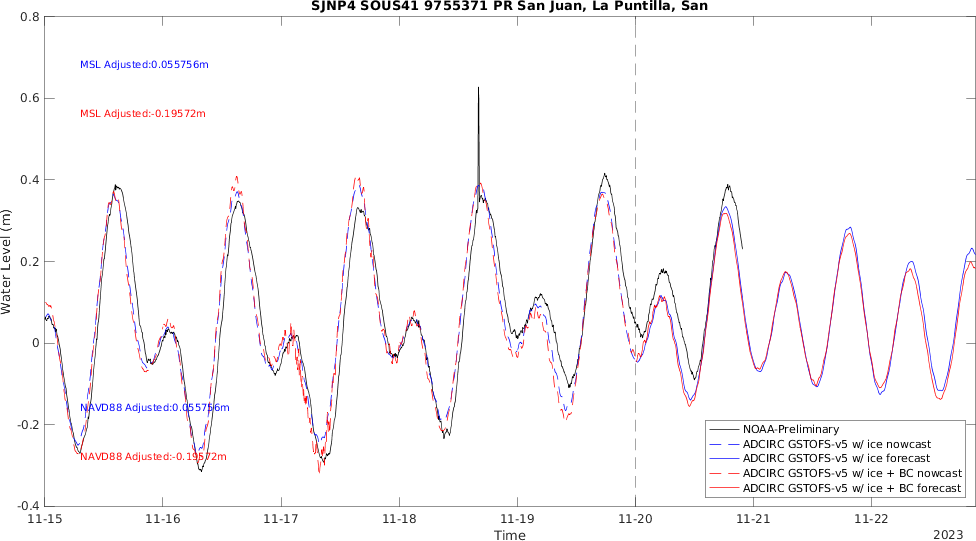 SJNP4 SOUS41 9755371 PR San Juan, La Puntilla, San
0.8
0.6
0.4
0.2
0
-0.2
-0.4
Water Level (m)
MSL Adjusted:0.055756m
MSL Adjusted:-0.19572m
NAVD88 Adjusted:0.055756m
NAVD88 Adjusted:-0.19572m
NOAA-Preliminary
ADCIRC GSTOFS-v5 w/ ice nowcast
ADCIRC GSTOFS-v5 w/ ice forecast
ADCIRC GSTOFS-v5 w/ ice + BC nowcast
ADCIRC GSTOFS-v5 w/ ice + BC forecast
11-15 11-16 11-17 11-18 11-19 11-20 11-21 11-22
Time
2023